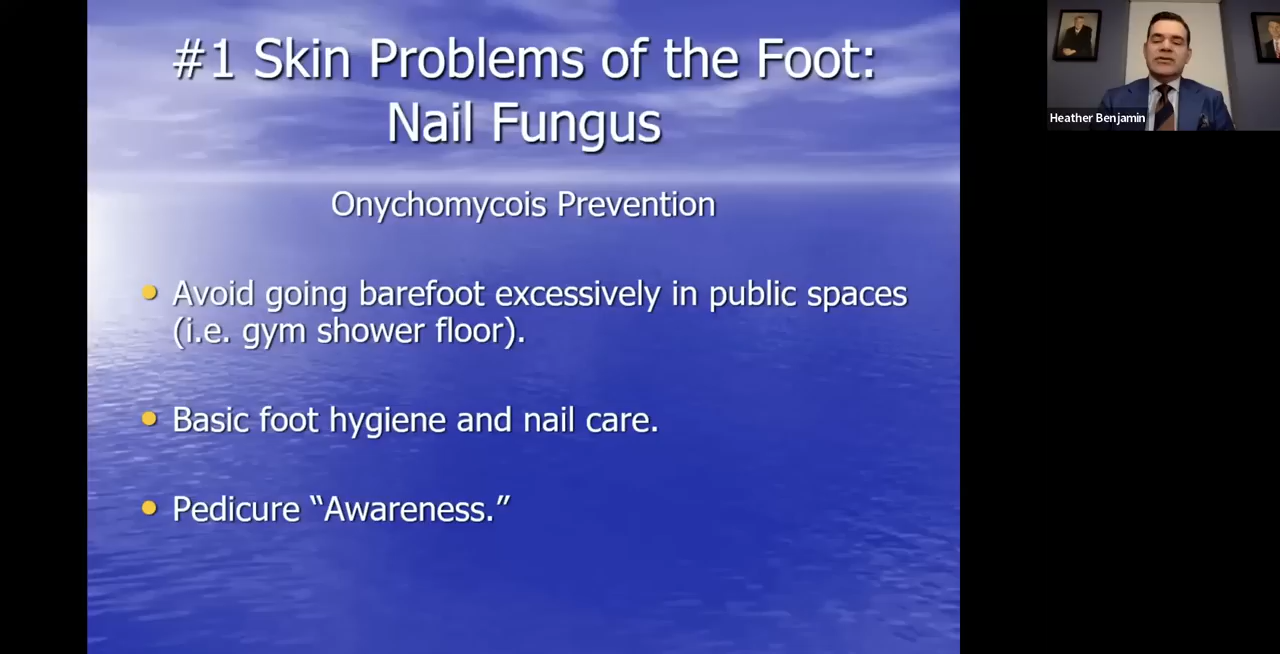 #1 Skin Problems of the Foot:
Nail Fungus
Onychomycois Prevention
Avoid going barefoot excessively in public spaces
(i.e. gym shower floor).
Basic foot hygiene and nail care.
Pedicure “Awareness.”
Heather Benjamin